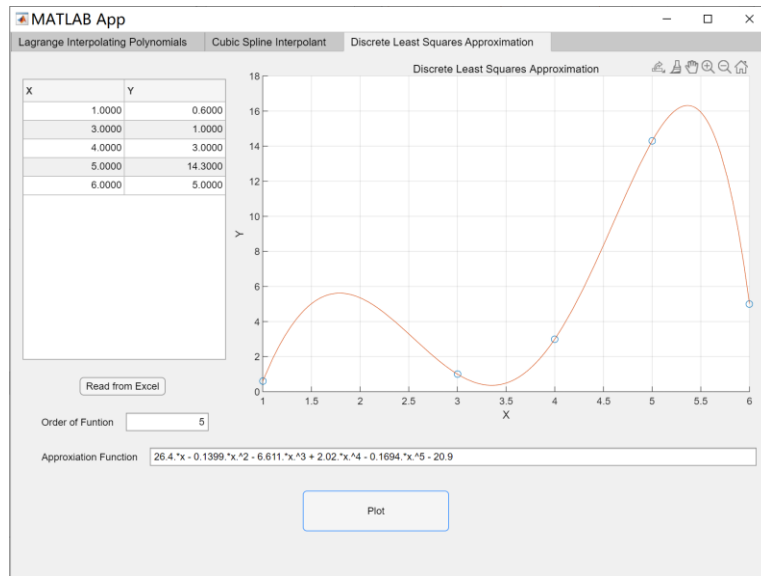 MATLAB App
Lagrange Interpolating Polynomials Cubic Spline Interpolant Discrete Least Squares Approximation
Discrete Least Squares Approximation
X Y
1.0000 0.6000
3.0000 1.0000
4.0000 3.0000
5.0000 14.3000
6.0000 5.0000
18
16
14
12
10
8
6
4
2
0
Y
1 1.5 2 2.5 3 3.5 4 4.5 5 5.5 6
X
Read from Excel
Order of Funtion 5
Approxiation Function 26.4.*x - 0.1399.*x.^2 - 6.611.*x.^3 + 2.02.*x.^4 - 0.1694.*x.^5 - 20.9
Plot